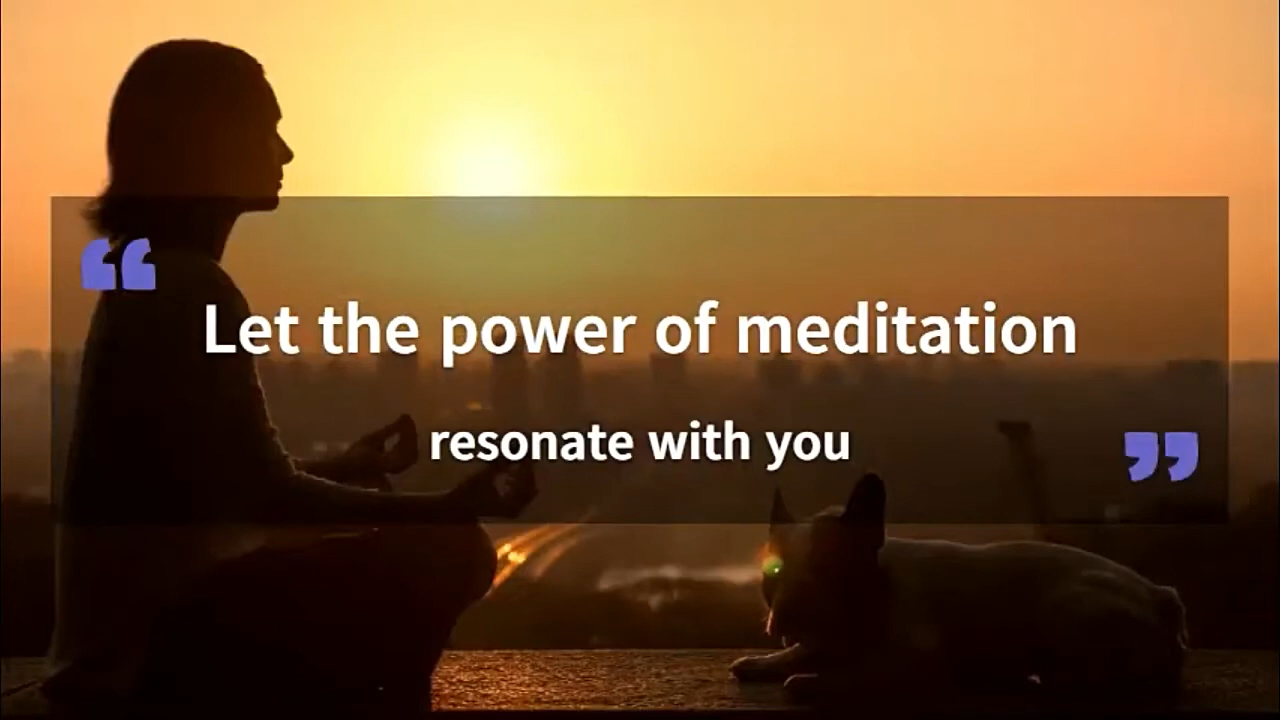 “
Let the power of meditation
resonate with you
”